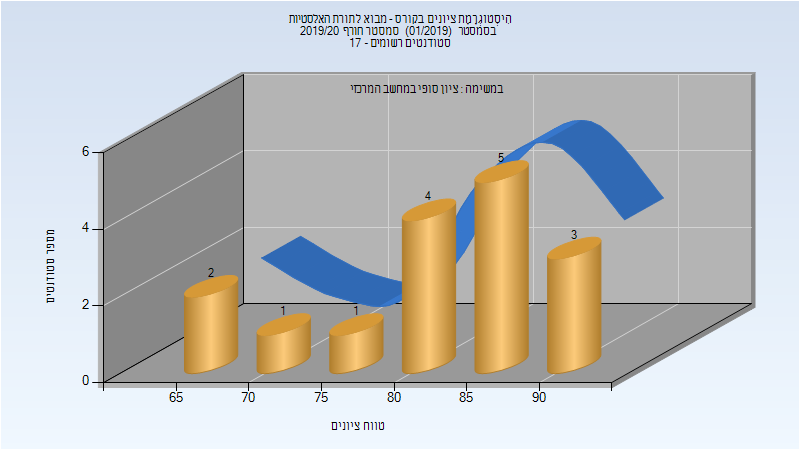 היסטוגרמת ציונים בקורס - מבוא לתורת האלסטיות
בסמסטר (01/2019) סמסטר חורף 2019/20
סטודנטים רשומים - 17
במשימה : ציון סופי במחשב המרכזי
6
4
2
0
מספר סטודנטים
2
1
1
4
5
3
65
70
75
80
85
90
טווח ציונים